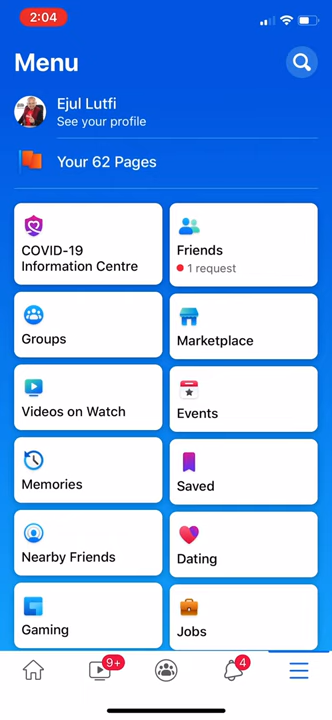 2:04
Menu
Ejul Lutfi
See your profile
Your 62 Pages
COVID-19
Information Centre
Friends
1 request
Groups
Marketplace
Videos on Watch
Events
Memories
Saved
Nearby Friends
Dating
Gaming
Jobs
9+
4